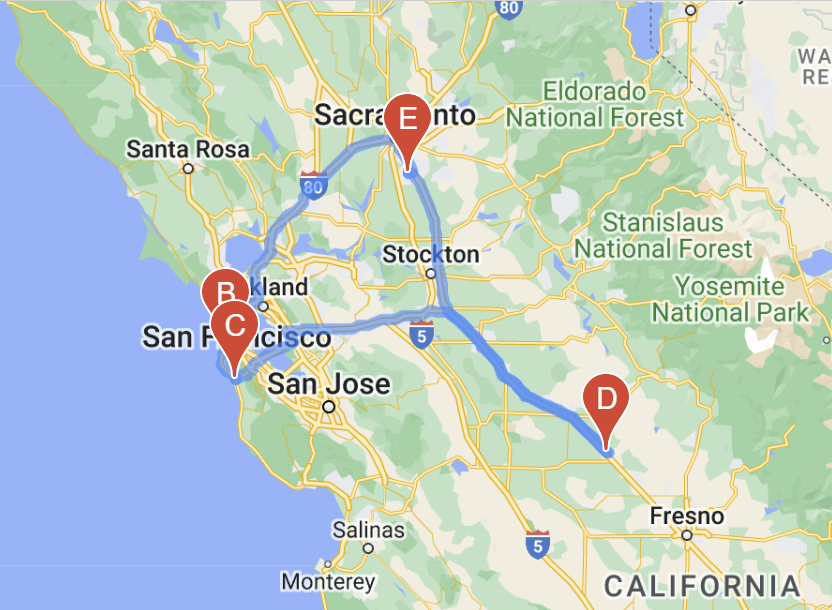 80
WA
RE
Eldorado
National Forest
Sacra
nto
E
Santa Rosa
80
Stanislaus
National Forest
Stockton
Yosemite
National Park
B
kland
C
San F
ncisco
5
San Jose
D
Fresno
Salinas
5
Monterey
CALIFORNIA